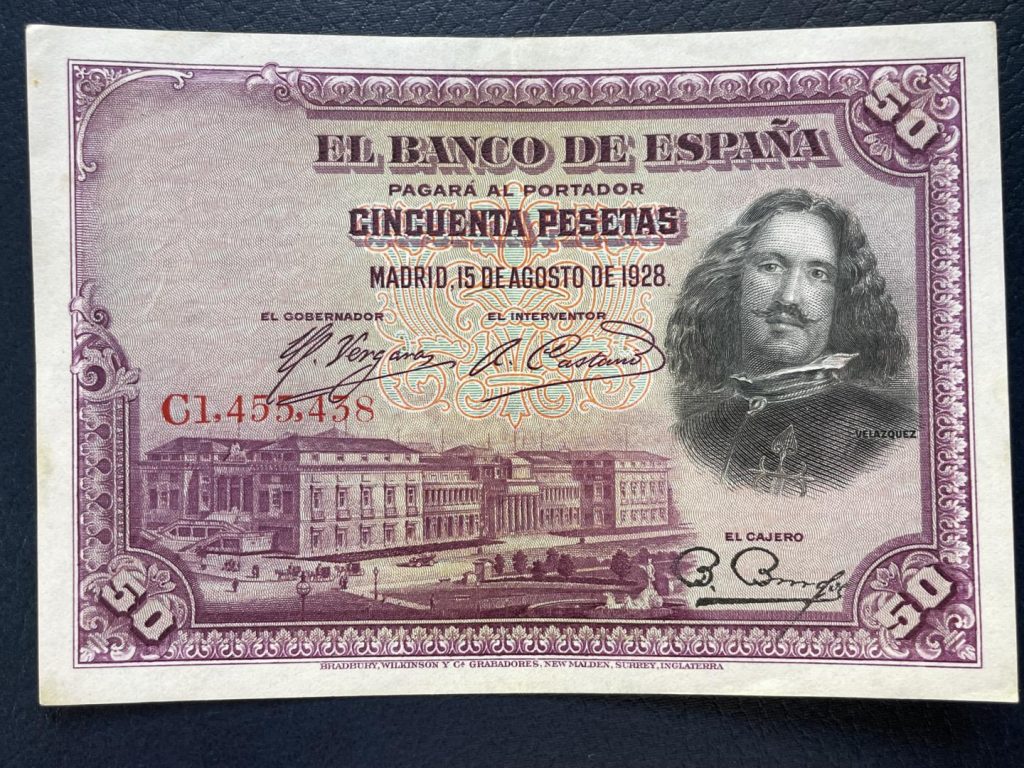 50
EL BANCO DE ESPAÑA
PAGARÁ AL PORTADOR
CINCUENTA PESETAS
MADRID, 15 DE AGOSTO DE 1928.
EL GOBERNADOR EL INTERVENTOR
C1,455,438
VELAZQUEZ
EL CAJERO
50 50
BRADBURY, WILKINSON Y Cª GRABADORES, NEW MALDEN, SURREY, INGLATERRA